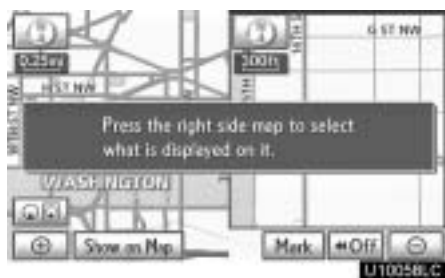 G ST NW
0.25mi
300ft
H ST NW
Press the right side map to select
what is displayed on it.
WASHINGTON
Show on Map
Mark
Off
U10058LC